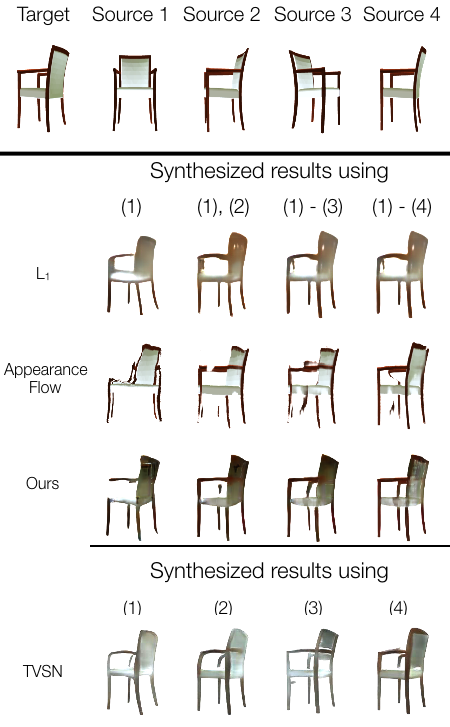 Target Source 1 Source 2 Source 3 Source 4
Synthesized results using
(1) (1), (2) (1) - (3) (1) - (4)
L₁
Appearance
Flow
Ours
Synthesized results using
(1) (2) (3) (4)
TVSN